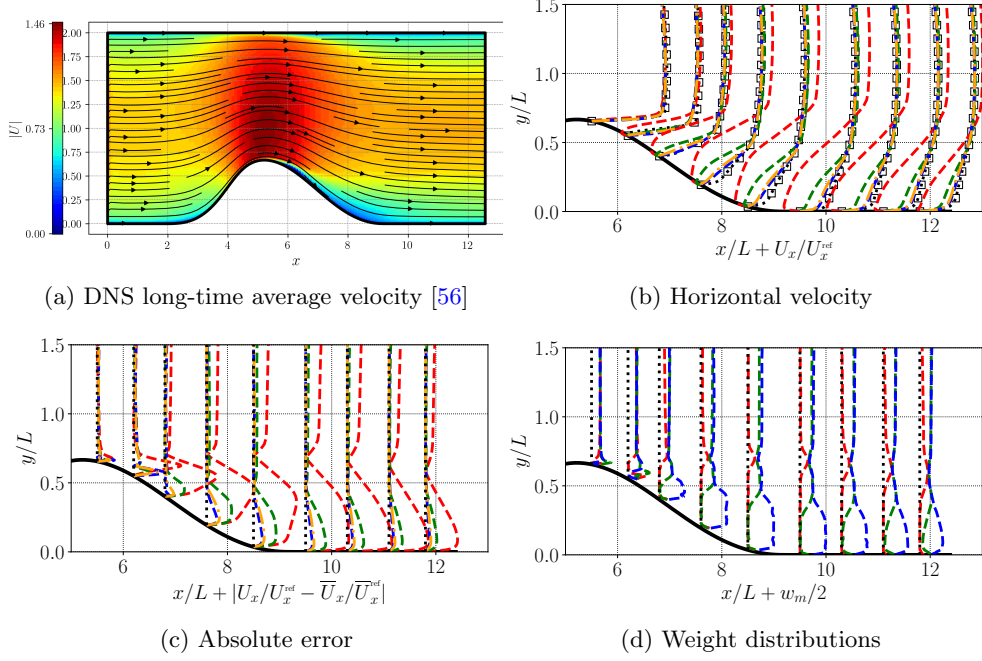 1.46
|U|
0.73
0.00
2.00
1.75
1.50
1.25
1.00
0.75
0.50
0.25
0.00
0 2 4 6 8 10 12
x
(a) DNS long-time average velocity [56]
1.5
1.0
0.5
0.0
y/L
6 8 10 12
x/L + U_x/U_x^ref
(b) Horizontal velocity
1.5
1.0
0.5
0.0
y/L
6 8 10 12
x/L + |U_x/U_x^ref − U̅_x/U̅_x^ref|
(c) Absolute error
1.5
1.0
0.5
0.0
y/L
6 8 10 12
x/L + w_m/2
(d) Weight distributions